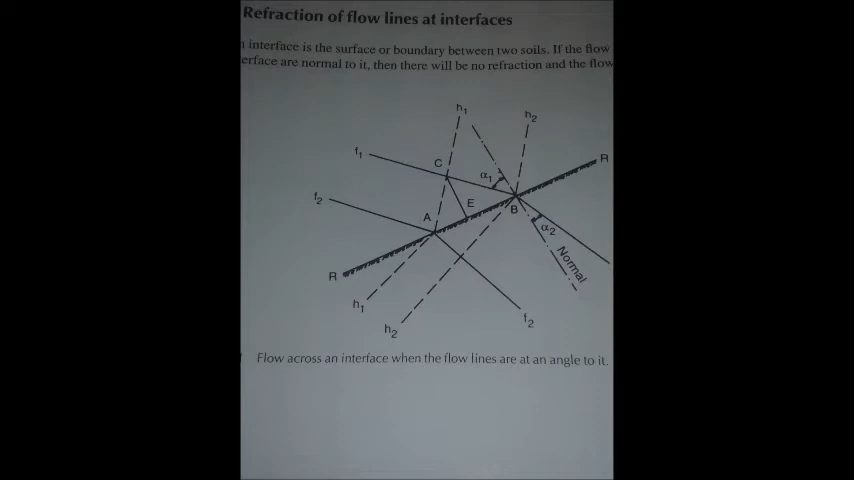 Refraction of flow lines at interfaces
interface is the surface or boundary between two soils. If the flow
erface are normal to it, then there will be no refraction and the flow
h1
h2
f1
C
α1
R
f2
A
E
B
α2
Normal
R
h1
h2
f2
Flow across an interface when the flow lines are at an angle to it.